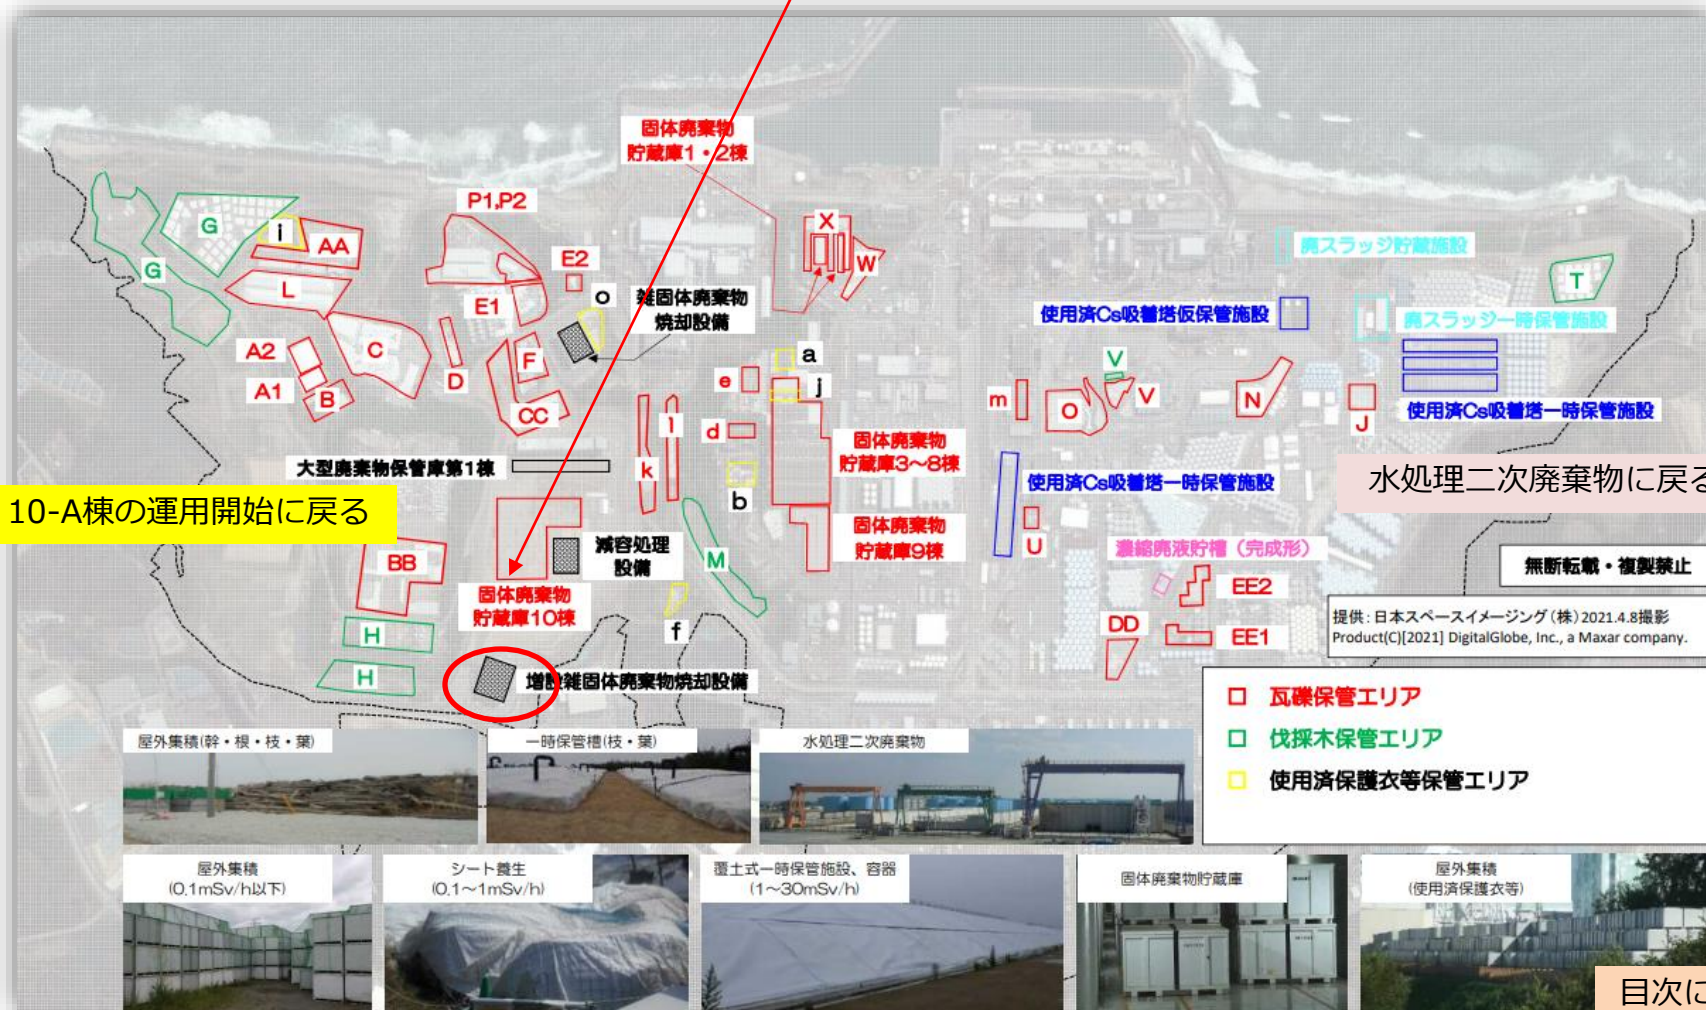 固体廃棄物
貯蔵庫1・2棟
P1,P2
X
G
i
AA
E2
W
廃スラッジ貯蔵施設
G
L
E1
o
雑固体廃棄物
焼却設備
使用済Cs吸着塔仮保管施設
廃スラッジ一時保管施設
T
A2
C
D
F
a
V
A1
B
e
j
m
O
V
N
J
使用済Cs吸着塔一時保管施設
CC
l
d
固体廃棄物
貯蔵庫3～8棟
大型廃棄物保管庫第1棟
k
b
使用済Cs吸着塔一時保管施設
水処理二次廃棄物に戻る
10-A棟の運用開始に戻る
固体廃棄物
貯蔵庫9棟
U
BB
減容処理
設備
M
濃縮廃液貯槽（完成形）
無断転載・複製禁止
固体廃棄物
貯蔵庫10棟
EE2
f
DD
EE1
提供：日本スペースイメージング（株）2021.4.8撮影
Product(C)[2021] DigitalGlobe, Inc., a Maxar company.
H
H
増設雑固体廃棄物焼却設備
瓦礫保管エリア
伐採木保管エリア
使用済保護衣等保管エリア
屋外集積(幹・根・枝・葉)
一時保管槽(枝・葉)
水処理二次廃棄物
屋外集積
(0.1mSv/h以下)
シート養生
(0.1～1mSv/h)
覆土式一時保管施設、容器
(1～30mSv/h)
固体廃棄物貯蔵庫
屋外集積
(使用済保護衣等)
目次に